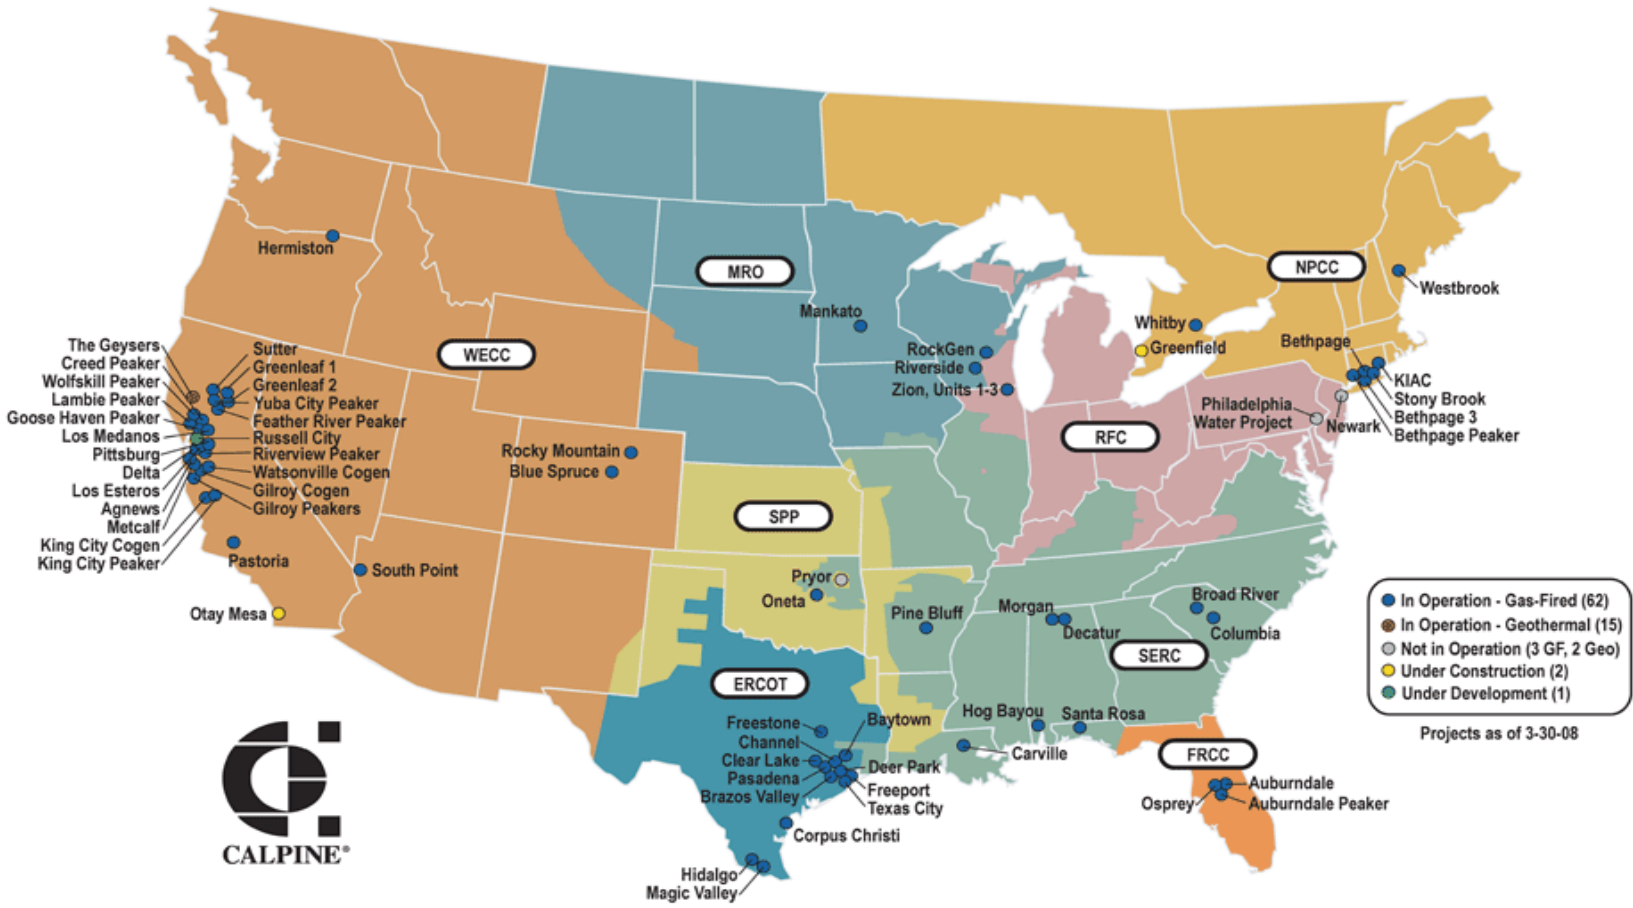 Hermiston
MRO
NPCC
Westbrook
Mankato
Whitby
Greenfield
Bethpage
WECC
RockGen
Riverside
Zion, Units 1-3
KIAC
Stony Brook
Bethpage 3
Bethpage Peaker
Philadelphia
Water Project
Newark
RFC
The Geysers
Creed Peaker
Wolfskill Peaker
Lambie Peaker
Goose Haven Peaker
Los Medanos
Pittsburg
Delta
Los Esteros
Agnews
Metcalf
King City Cogen
King City Peaker
Sutter
Greenleaf 1
Greenleaf 2
Yuba City Peaker
Feather River Peaker
Russell City
Riverview Peaker
Watsonville Cogen
Gilroy Cogen
Gilroy Peakers
Rocky Mountain
Blue Spruce
SPP
Pastoria
South Point
Otay Mesa
Pryor
Oneta
Pine Bluff
Morgan
Decatur
Broad River
Columbia
SERC
ERCOT
Freestone
Channel
Clear Lake
Pasadena
Brazos Valley
Baytown
Deer Park
Freeport
Texas City
Corpus Christi
Hidalgo
Magic Valley
Hog Bayou
Santa Rosa
Carville
FRCC
Auburndale
Osprey
Auburndale Peaker
In Operation - Gas-Fired (62)
In Operation - Geothermal (15)
Not in Operation (3 GF, 2 Geo)
Under Construction (2)
Under Development (1)
Projects as of 3-30-08
CALPINE®